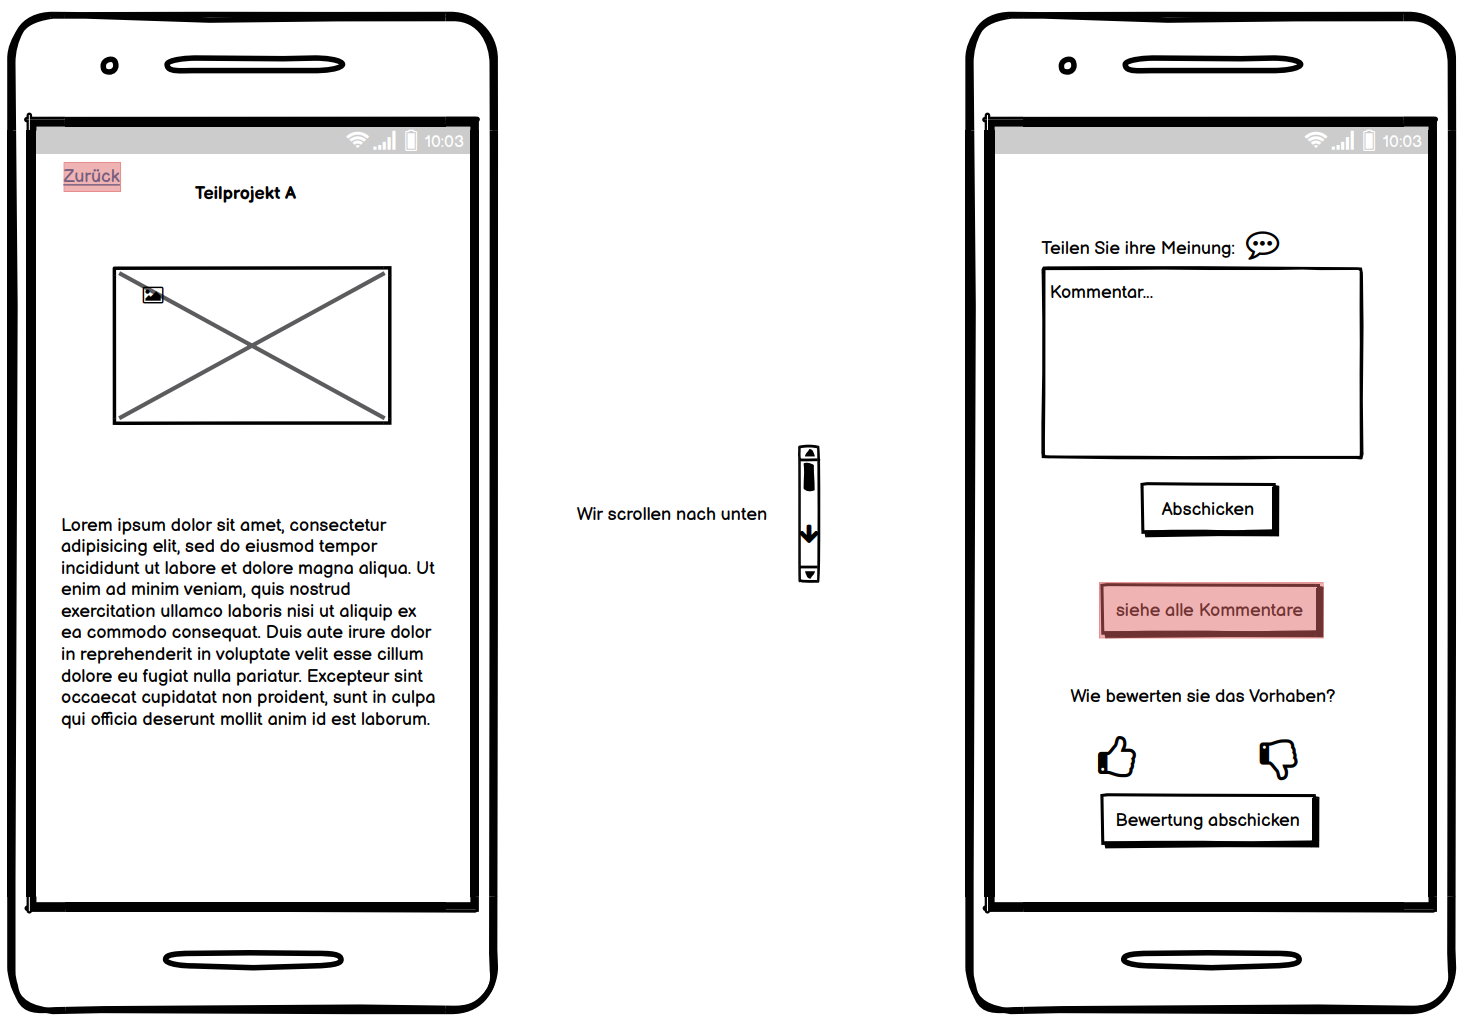 10:03
Zurück
Teilprojekt A
Lorem ipsum dolor sit amet, consectetur
adipisicing elit, sed do eiusmod tempor
incididunt ut labore et dolore magna aliqua. Ut
enim ad minim veniam, quis nostrud
exercitation ullamco laboris nisi ut aliquip ex
ea commodo consequat. Duis aute irure dolor
in reprehenderit in voluptate velit esse cillum
dolore eu fugiat nulla pariatur. Excepteur sint
occaecat cupidatat non proident, sunt in culpa
qui officia deserunt mollit anim id est laborum.
Wir scrollen nach unten
10:03
Teilen Sie ihre Meinung:
Kommentar...
Abschicken
siehe alle Kommentare
Wie bewerten sie das Vorhaben?
Bewertung abschicken